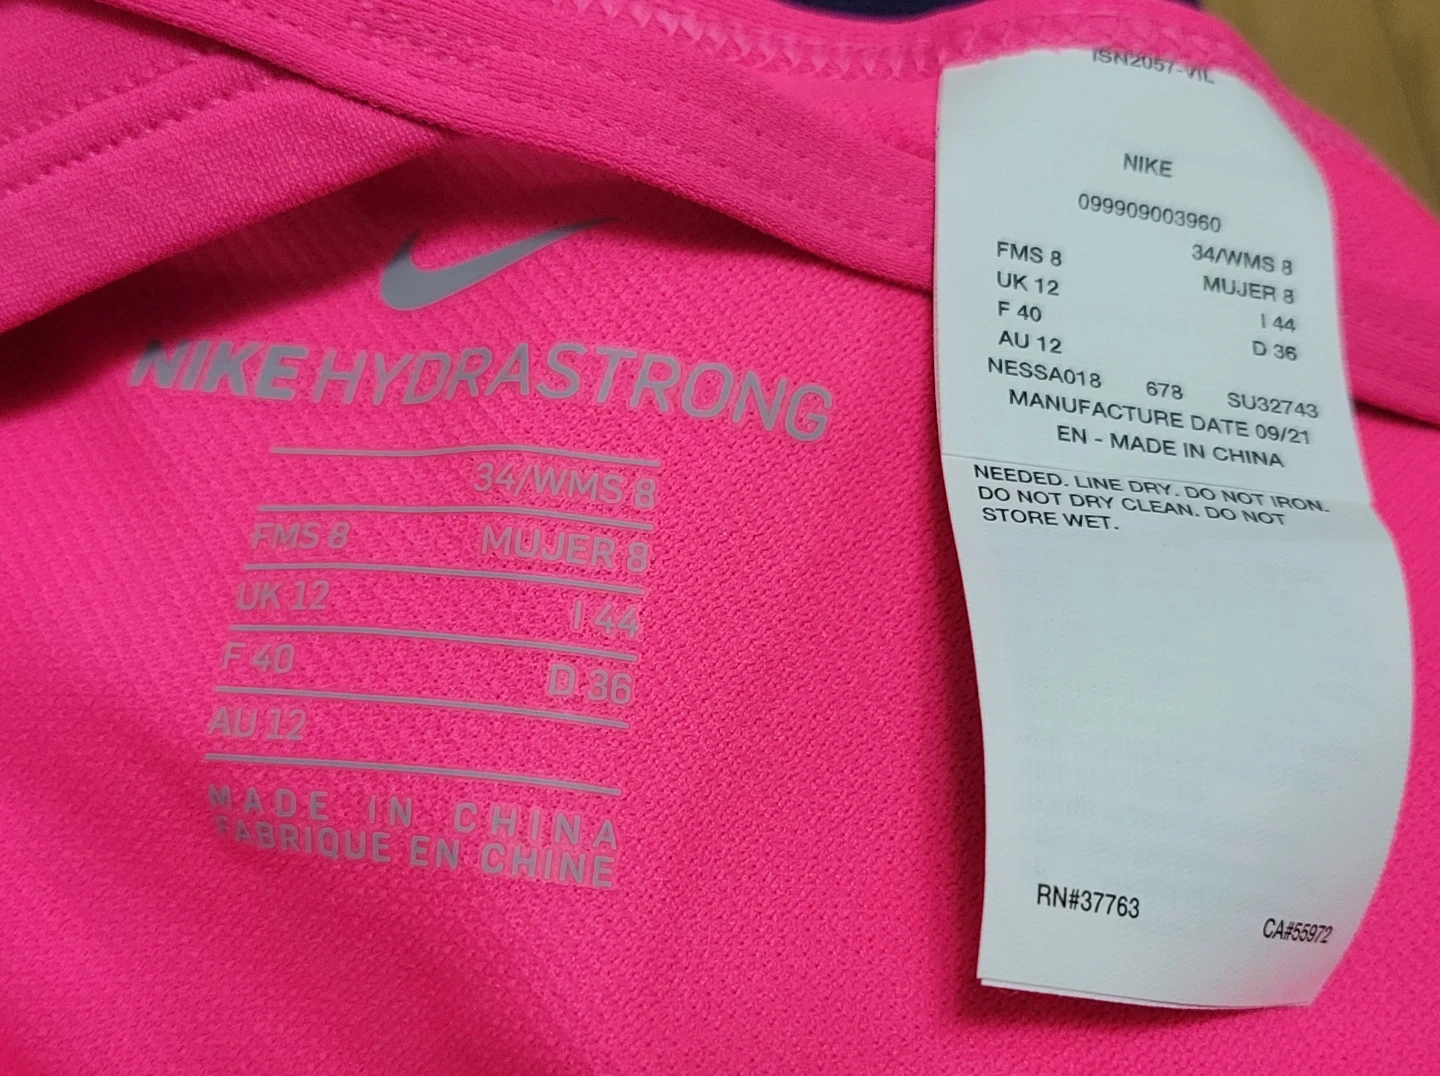 NIKE HYDRASTRONG
34/WMS 8
FMS 8 MUJER 8
UK 12 I 44
F 40 D 36
AU 12
MADE IN CHINA
FABRIQUE EN CHINE
ISN2057-VIL
NIKE
099909003960
FMS 8 34/WMS 8
UK 12 MUJER 8
F 40 I 44
AU 12 D 36
NESSA018 678 SU32743
MANUFACTURE DATE 09/21
EN - MADE IN CHINA
NEEDED. LINE DRY. DO NOT IRON.
DO NOT DRY CLEAN. DO NOT
STORE WET.
RN#37763 CA#55972